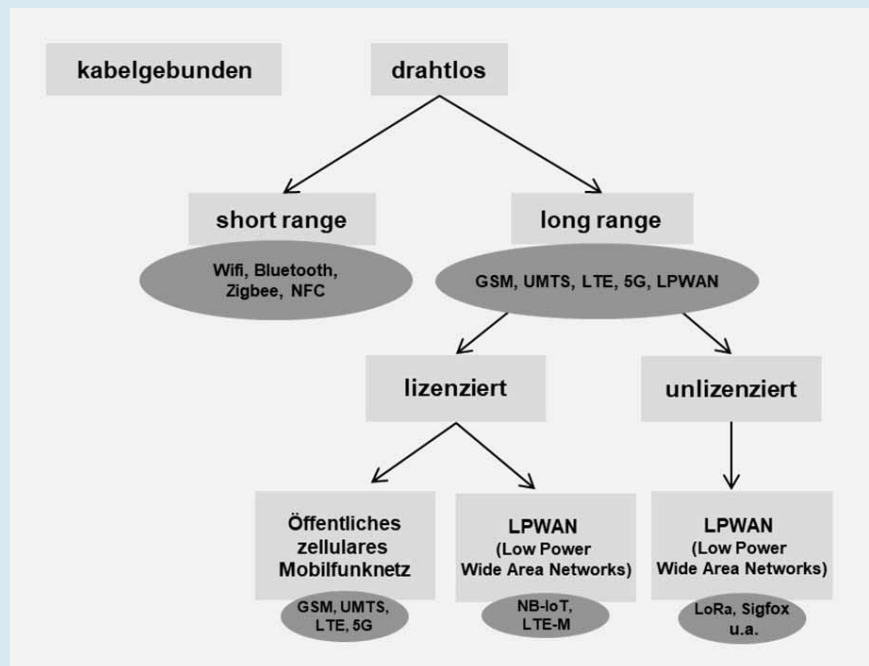 kabelgebunden
drahtlos
short range
long range
Wifi, Bluetooth,
Zigbee, NFC
GSM, UMTS, LTE, 5G, LPWAN
lizenziert
unlizenziert
Öffentliches
zellulares
Mobilfunknetz
GSM, UMTS,
LTE, 5G
LPWAN
(Low Power
Wide Area Networks)
NB-IoT,
LTE-M
LPWAN
(Low Power
Wide Area Networks)
LoRa, Sigfox
u.a.